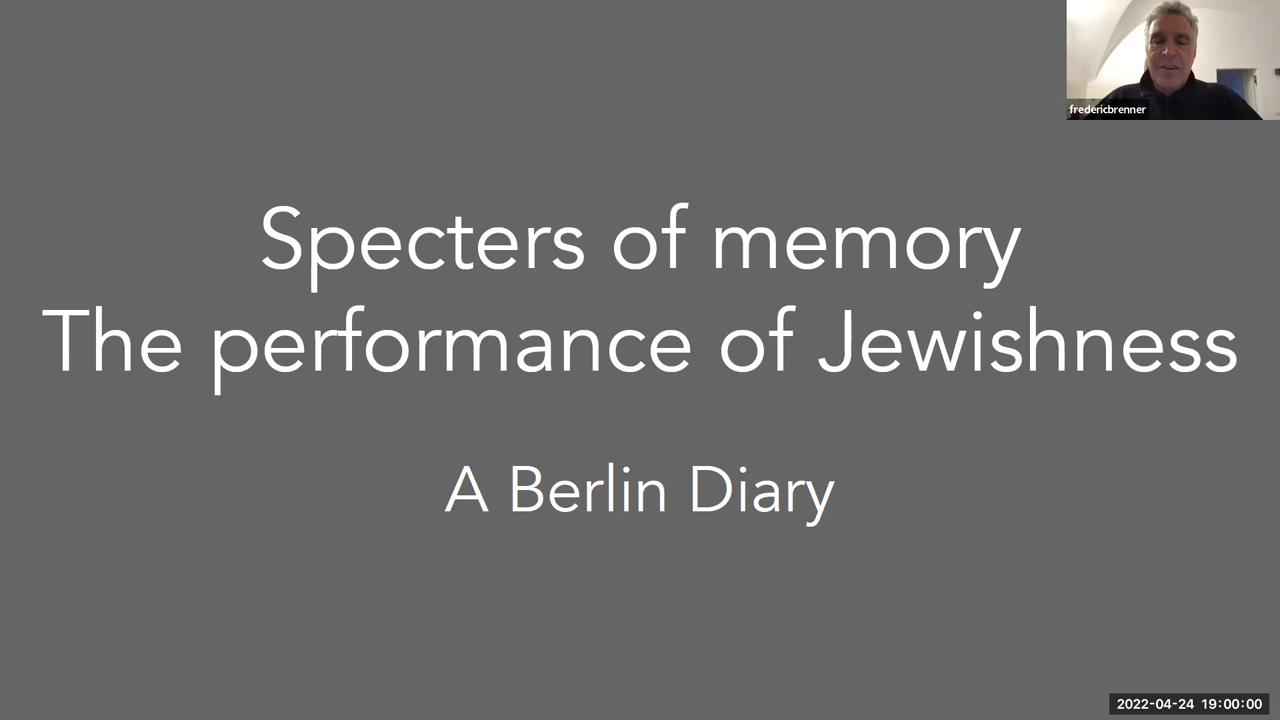 fredericbrenner
Specters of memory
The performance of Jewishness
A Berlin Diary
2022-04-24 19:00:00